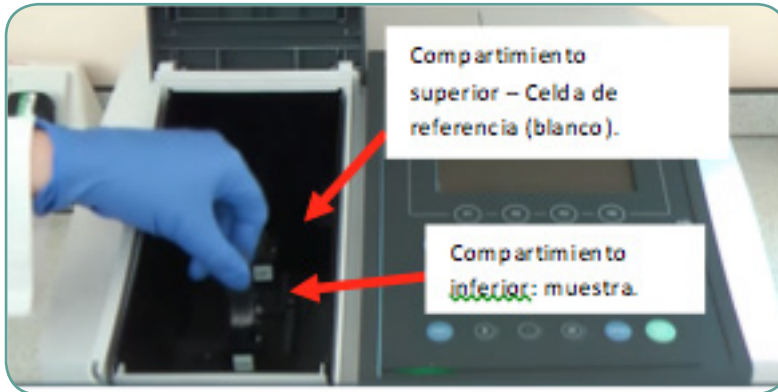 Compartimiento
superior – Celda de
referencia (blanco).
Compartimiento
inferior: muestra.